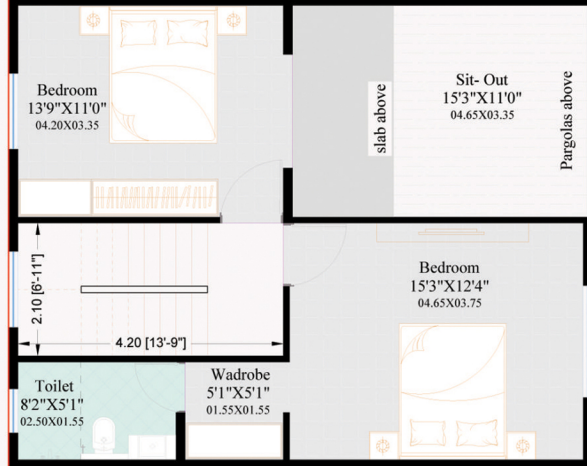 Bedroom
13'9"X11'0"
04.20X03.35
slab above
Sit- Out
15'3"X11'0"
04.65X03.35
Pargolas above
2.10 [6'-11"]
4.20 [13'-9"]
Bedroom
15'3"X12'4"
04.65X03.75
Toilet
8'2"X5'1"
02.50X01.55
Wadrobe
5'1"X5'1"
01.55X01.55